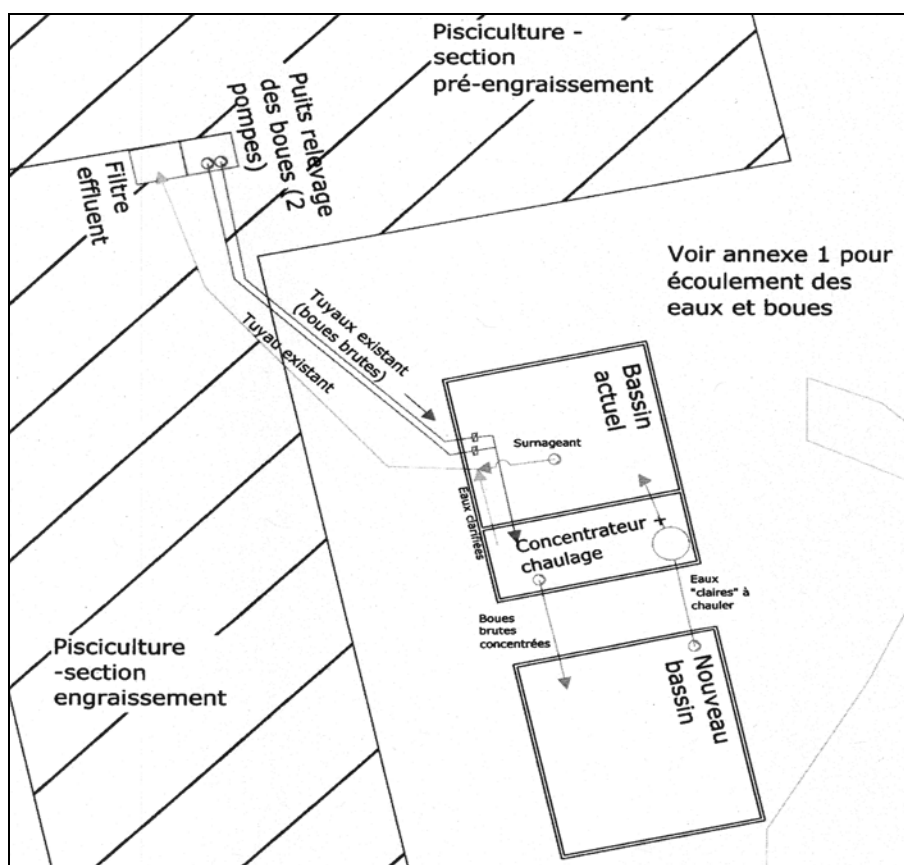 Pisciculture -
section
pré-engraissement
Puits relevage
des boues (2
pompes)
Filtre
effluent
Voir annexe 1 pour
écoulement des
eaux et boues
Tuyaux existant
(boues brutes)
Tuyau existant
Bassin
actuel
Surnageant
Eaux clarifiées
Concentrateur +
chaulage
Eaux
"claires" à
chauler
Boues
brutes
concentrées
Pisciculture
-section
engraissement
Nouveau
bassin